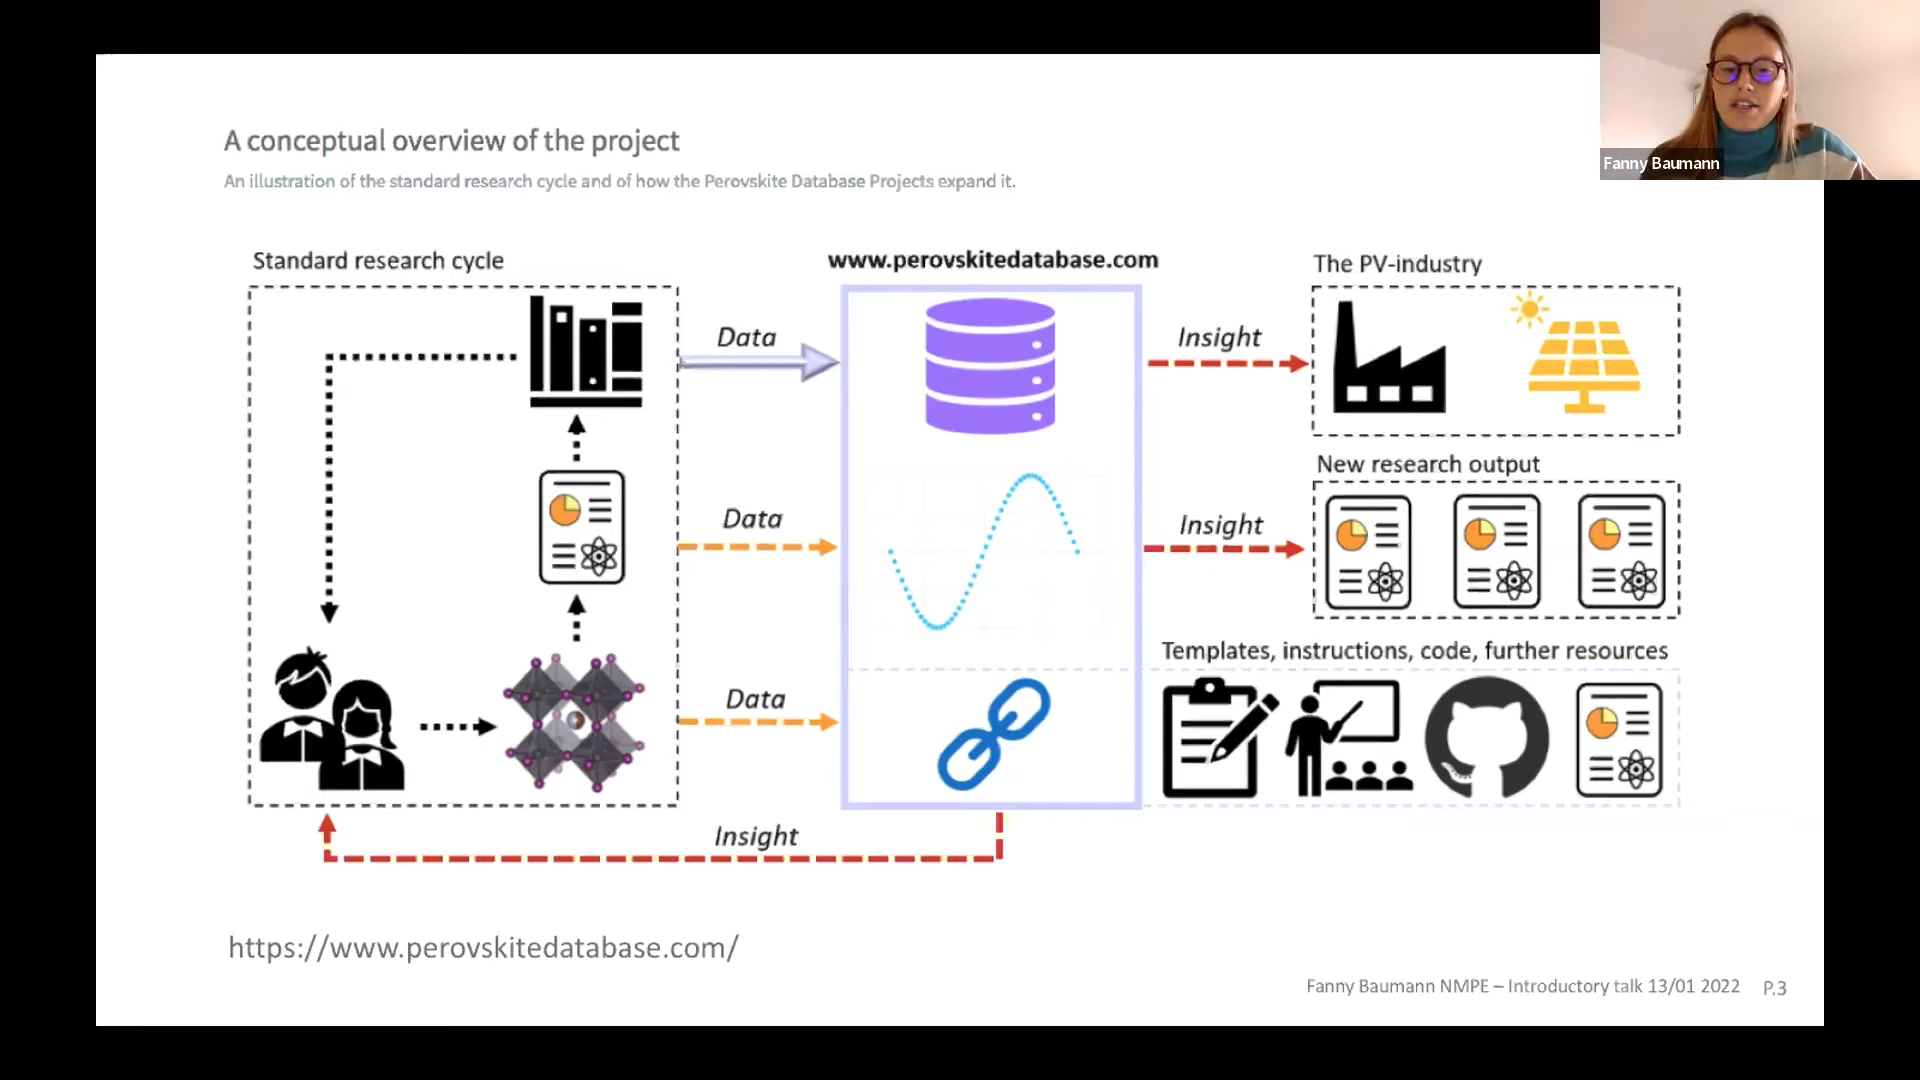 Fanny Baumann
A conceptual overview of the project
An illustration of the standard research cycle and of how the Perovskite Database Projects expand it.
Standard research cycle
www.perovskitedatabase.com
The PV-industry
Data
Insight
New research output
Data
Insight
Templates, instructions, code, further resources
Data
Insight
https://www.perovskitedatabase.com/
Fanny Baumann NMPE – Introductory talk 13/01 2022 P.3